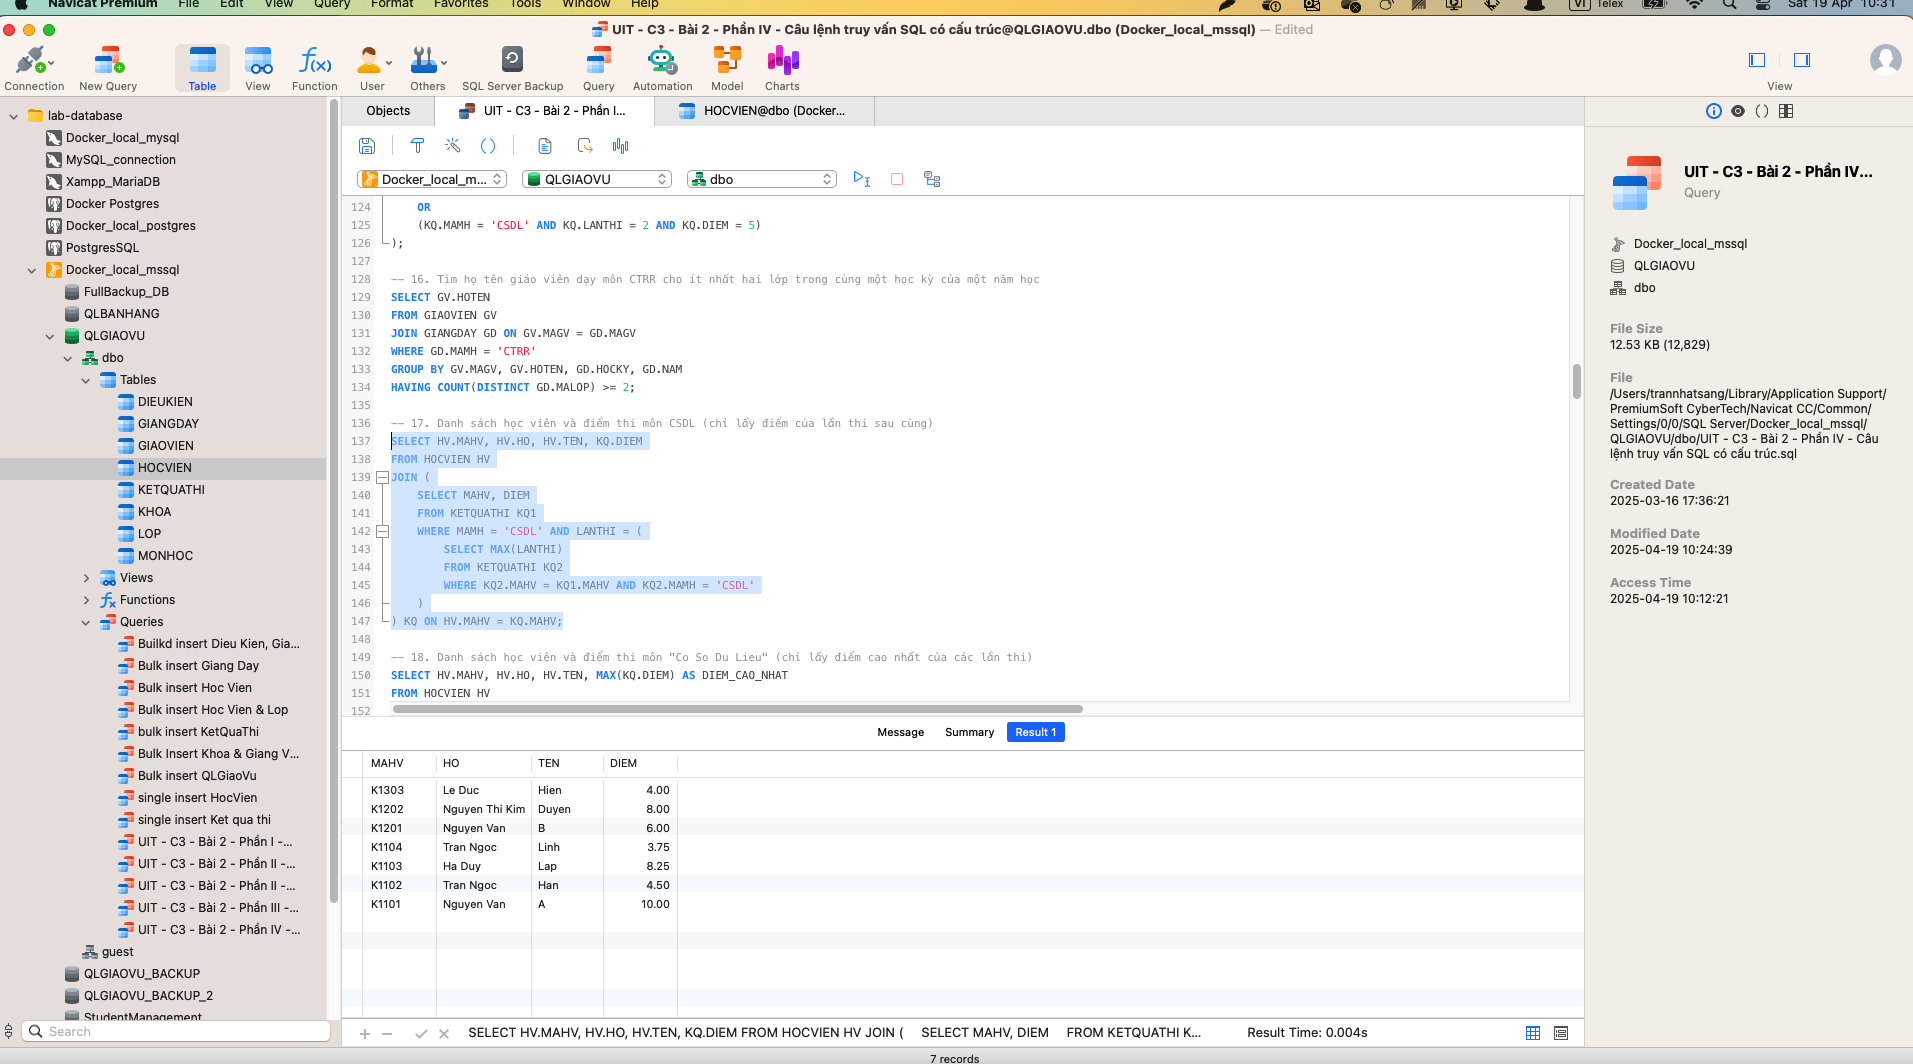 Navicat Premium File Edit View Query Format Favorites Tools Window Help VI Telex Sat 19 Apr 10:31
UIT - C3 - Bài 2 - Phần IV - Câu lệnh truy vấn SQL có cấu trúc@QLGIAOVU.dbo (Docker_local_mssql) — Edited
Connection New Query Table View Function User Others SQL Server Backup Query Automation Model Charts View
lab-database
Docker_local_mysql
MySQL_connection
Xampp_MariaDB
Docker Postgres
Docker_local_postgres
PostgresSQL
Docker_local_mssql
FullBackup_DB
QLBANHANG
QLGIAOVU
dbo
Tables
DIEUKIEN
GIANGDAY
GIAOVIEN
HOCVIEN
KETQUATHI
KHOA
LOP
MONHOC
Views
Functions
Queries
Builkd insert Dieu Kien, Gia...
Bulk insert Giang Day
Bulk insert Hoc Vien
Bulk insert Hoc Vien & Lop
bulk insert KetQuaThi
Bulk Insert Khoa & Giang V...
Bulk insert QLGiaoVu
single insert HocVien
single insert Ket qua thi
UIT - C3 - Bài 2 - Phần I -...
UIT - C3 - Bài 2 - Phần II -...
UIT - C3 - Bài 2 - Phần II -...
UIT - C3 - Bài 2 - Phần III -...
UIT - C3 - Bài 2 - Phần IV -...
guest
QLGIAOVU_BACKUP
QLGIAOVU_BACKUP_2
StudentManagement
Search
Objects UIT - C3 - Bài 2 - Phần I... HOCVIEN@dbo (Docker...
Docker_local_m... QLGIAOVU dbo
124 OR
125 (KQ.MAMH = 'CSDL' AND KQ.LANTHI = 2 AND KQ.DIEM = 5)
126 );
127
128 -- 16. Tìm họ tên giáo viên dạy môn CTRR cho ít nhất hai lớp trong cùng một học kỳ của một năm học
129 SELECT GV.HOTEN
130 FROM GIAOVIEN GV
131 JOIN GIANGDAY GD ON GV.MAGV = GD.MAGV
132 WHERE GD.MAMH = 'CTRR'
133 GROUP BY GV.MAGV, GV.HOTEN, GD.HOCKY, GD.NAM
134 HAVING COUNT(DISTINCT GD.MALOP) >= 2;
135
136 -- 17. Danh sách học viên và điểm thi môn CSDL (chỉ lấy điểm của lần thi sau cùng)
137 SELECT HV.MAHV, HV.HO, HV.TEN, KQ.DIEM
138 FROM HOCVIEN HV
139 JOIN (
140 SELECT MAHV, DIEM
141 FROM KETQUATHI KQ1
142 WHERE MAMH = 'CSDL' AND LANTHI = (
143 SELECT MAX(LANTHI)
144 FROM KETQUATHI KQ2
145 WHERE KQ2.MAHV = KQ1.MAHV AND KQ2.MAMH = 'CSDL'
146 )
147 ) KQ ON HV.MAHV = KQ.MAHV;
148
149 -- 18. Danh sách học viên và điểm thi môn "Co So Du Lieu" (chỉ lấy điểm cao nhất của các lần thi)
150 SELECT HV.MAHV, HV.HO, HV.TEN, MAX(KQ.DIEM) AS DIEM_CAO_NHAT
151 FROM HOCVIEN HV
152
Message Summary Result 1
MAHV HO TEN DIEM
K1303 Le Duc Hien 4.00
K1202 Nguyen Thi Kim Duyen 8.00
K1201 Nguyen Van B 6.00
K1104 Tran Ngoc Linh 3.75
K1103 Ha Duy Lap 8.25
K1102 Tran Ngoc Han 4.50
K1101 Nguyen Van A 10.00
SELECT HV.MAHV, HV.HO, HV.TEN, KQ.DIEM FROM HOCVIEN HV JOIN ( SELECT MAHV, DIEM FROM KETQUATHI K... Result Time: 0.004s
7 records
UIT - C3 - Bài 2 - Phần IV...
Query
Docker_local_mssql
QLGIAOVU
dbo
File Size
12.53 KB (12,829)
File
/Users/trannhatsang/Library/Application Support/
PremiumSoft CyberTech/Navicat CC/Common/
Settings/0/0/SQL Server/Docker_local_mssql/
QLGIAOVU/dbo/UIT - C3 - Bài 2 - Phần IV - Câu
lệnh truy vấn SQL có cấu trúc.sql
Created Date
2025-03-16 17:36:21
Modified Date
2025-04-19 10:24:39
Access Time
2025-04-19 10:12:21